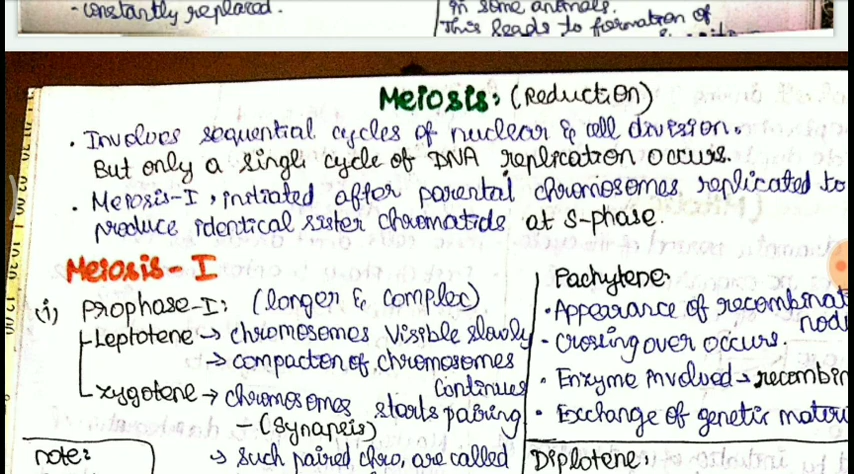 - constantly replaced.
in some animals.
This leads to formation of
Meiosis: (Reduction)
• Involves sequential cycles of nuclear & cell division.
But only a single cycle of DNA replication occurs.
• Meiosis-I, initiated after parental chromosomes replicated to
produce identical sister chromatids at S-phase.
Meiosis - I
(i) Prophase-I: (longer & complex)
Leptotene → chromosomes visible slowly
→ compaction of chromosomes
continues
xygotene → chromosomes starts pairing
- (synapsis)
note:
→ Such paired chro, are called
Pachytene:
• Appearance of recombinat
nod
- Crossing over occurs.
• Enzyme involved → recombin
• Exchange of genetic materi
Diplotene: